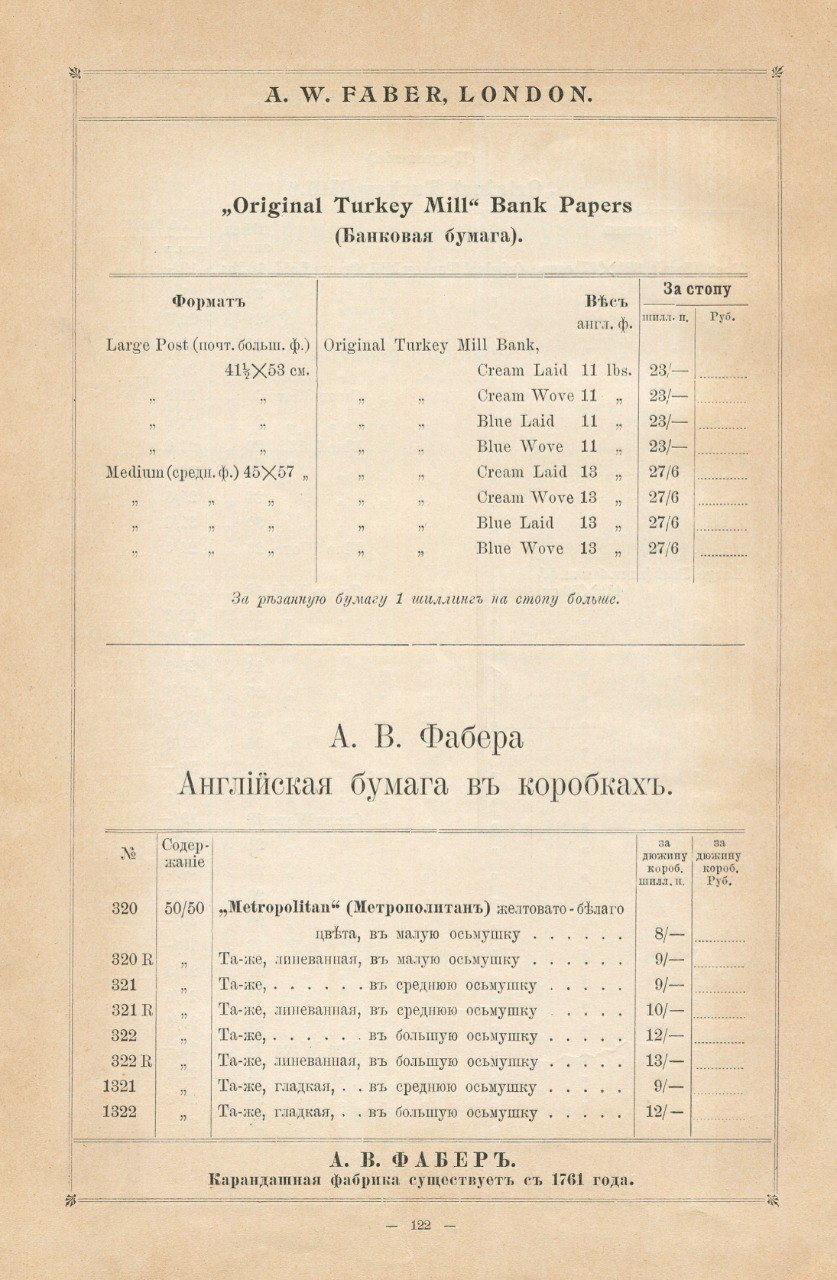 A. W. FABER, LONDON.
„Original Turkey Mill“ Bank Papers
(Банковая бумага).
Форматъ Вѣсъ англ. ф. За стопу шилл. п. Руб.
Large Post (почт. больш. ф.) Original Turkey Mill Bank,
41½×53 см. Cream Laid 11 lbs. 23/—
„ „ „ „ Cream Wove 11 „ 23/—
„ „ „ „ Blue Laid 11 „ 23/—
„ „ „ „ Blue Wove 11 „ 23/—
Medium (средн. ф.) 45×57 „ „ „ Cream Laid 13 „ 27/6
„ „ „ „ „ Cream Wove 13 „ 27/6
„ „ „ „ „ Blue Laid 13 „ 27/6
„ „ „ „ „ Blue Wove 13 „ 27/6
За рѣзанную бумагу 1 шиллингъ на стопу больше.
А. В. Фабера
Англійская бумага въ коробкахъ.
№ Содер-жаніе за дюжину короб. шилл. п. за дюжину короб. Руб.
320 50/50 „Metropolitan“ (Метрополитанъ) желтовато-бѣлаго
цвѣта, въ малую осьмушку . . . . . . 8/—
320 R „ Та-же, линеванная, въ малую осьмушку . . . . . . 9/—
321 „ Та-же, . . . . . . въ среднюю осьмушку . . . . . 9/—
321 R „ Та-же, линеванная, въ среднюю осьмушку . . . . . 10/—
322 „ Та-же, . . . . . . въ большую осьмушку . . . . . 12/—
322 R „ Та-же, линеванная, въ большую осьмушку . . . . . 13/—
1321 „ Та-же, гладкая, . . въ среднюю осьмушку . . . . . 9/—
1322 „ Та-же, гладкая, . . въ большую осьмушку . . . . . 12/—
А. В. ФАБЕРЪ.
Карандашная фабрика существуетъ съ 1761 года.
— 122 —